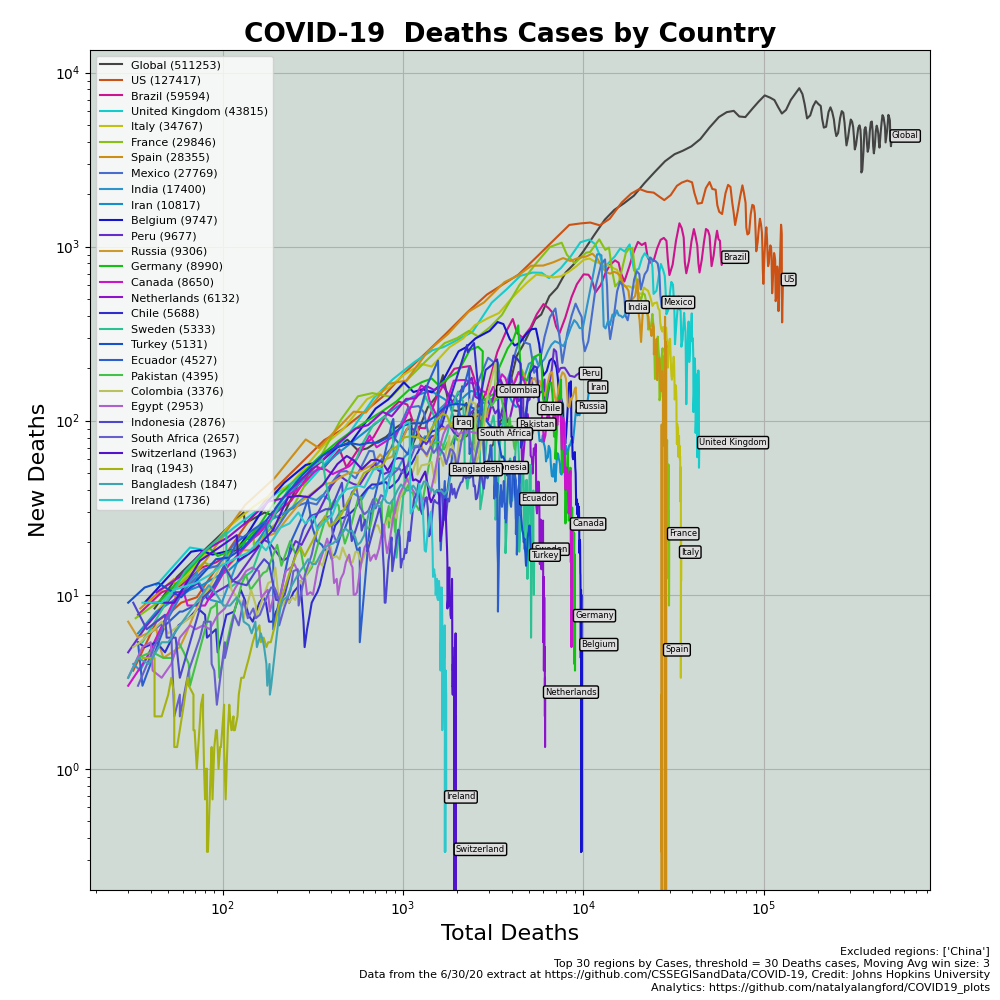 COVID-19  Deaths Cases by Country
Global (511253)
US (127417)
Brazil (59594)
United Kingdom (43815)
Italy (34767)
France (29846)
Spain (28355)
Mexico (27769)
India (17400)
Iran (10817)
Belgium (9747)
Peru (9677)
Russia (9306)
Germany (8990)
Canada (8650)
Netherlands (6132)
Chile (5688)
Sweden (5333)
Turkey (5131)
Ecuador (4527)
Pakistan (4395)
Colombia (3376)
Egypt (2953)
Indonesia (2876)
South Africa (2657)
Switzerland (1963)
Iraq (1943)
Bangladesh (1847)
Ireland (1736)
New Deaths
10⁴
10³
10²
10¹
10⁰
Global
Brazil
US
Mexico
India
Peru
Iran
Colombia
Russia
Chile
Iraq
Pakistan
South Africa
United Kingdom
Bangladesh
nesia
Ecuador
Canada
France
Sweden
Turkey
Italy
Germany
Belgium
Spain
Netherlands
Ireland
Switzerland
10²
10³
10⁴
10⁵
Total Deaths
Excluded regions: ['China']
Top 30 regions by Cases, threshold = 30 Deaths cases, Moving Avg win size: 3
Data from the 6/30/20 extract at https://github.com/CSSEGISandData/COVID-19, Credit: Johns Hopkins University
Analytics: https://github.com/natalyalangford/COVID19_plots